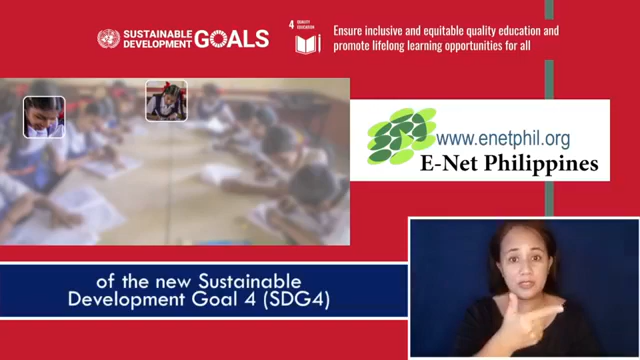 SUSTAINABLE
DEVELOPMENT
GOALS
4 QUALITY
EDUCATION
Ensure inclusive and equitable quality education and
promote lifelong learning opportunities for all
www.enetphil.org
E-Net Philippines
of the new Sustainable
Development Goal 4 (SDG4)